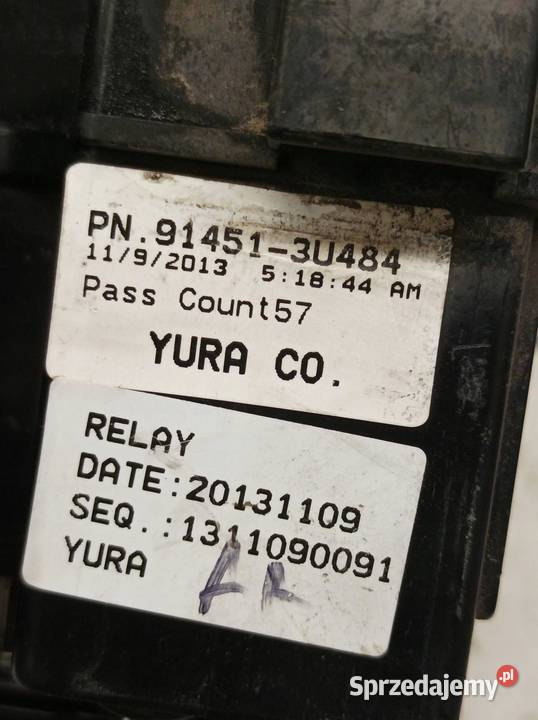 PN.91451-3U484
11/9/2013 5:18:44 AM
Pass Count57
YURA CO.
RELAY
DATE:20131109
SEQ.:1311090091
YURA
Sprzedajemy.pl